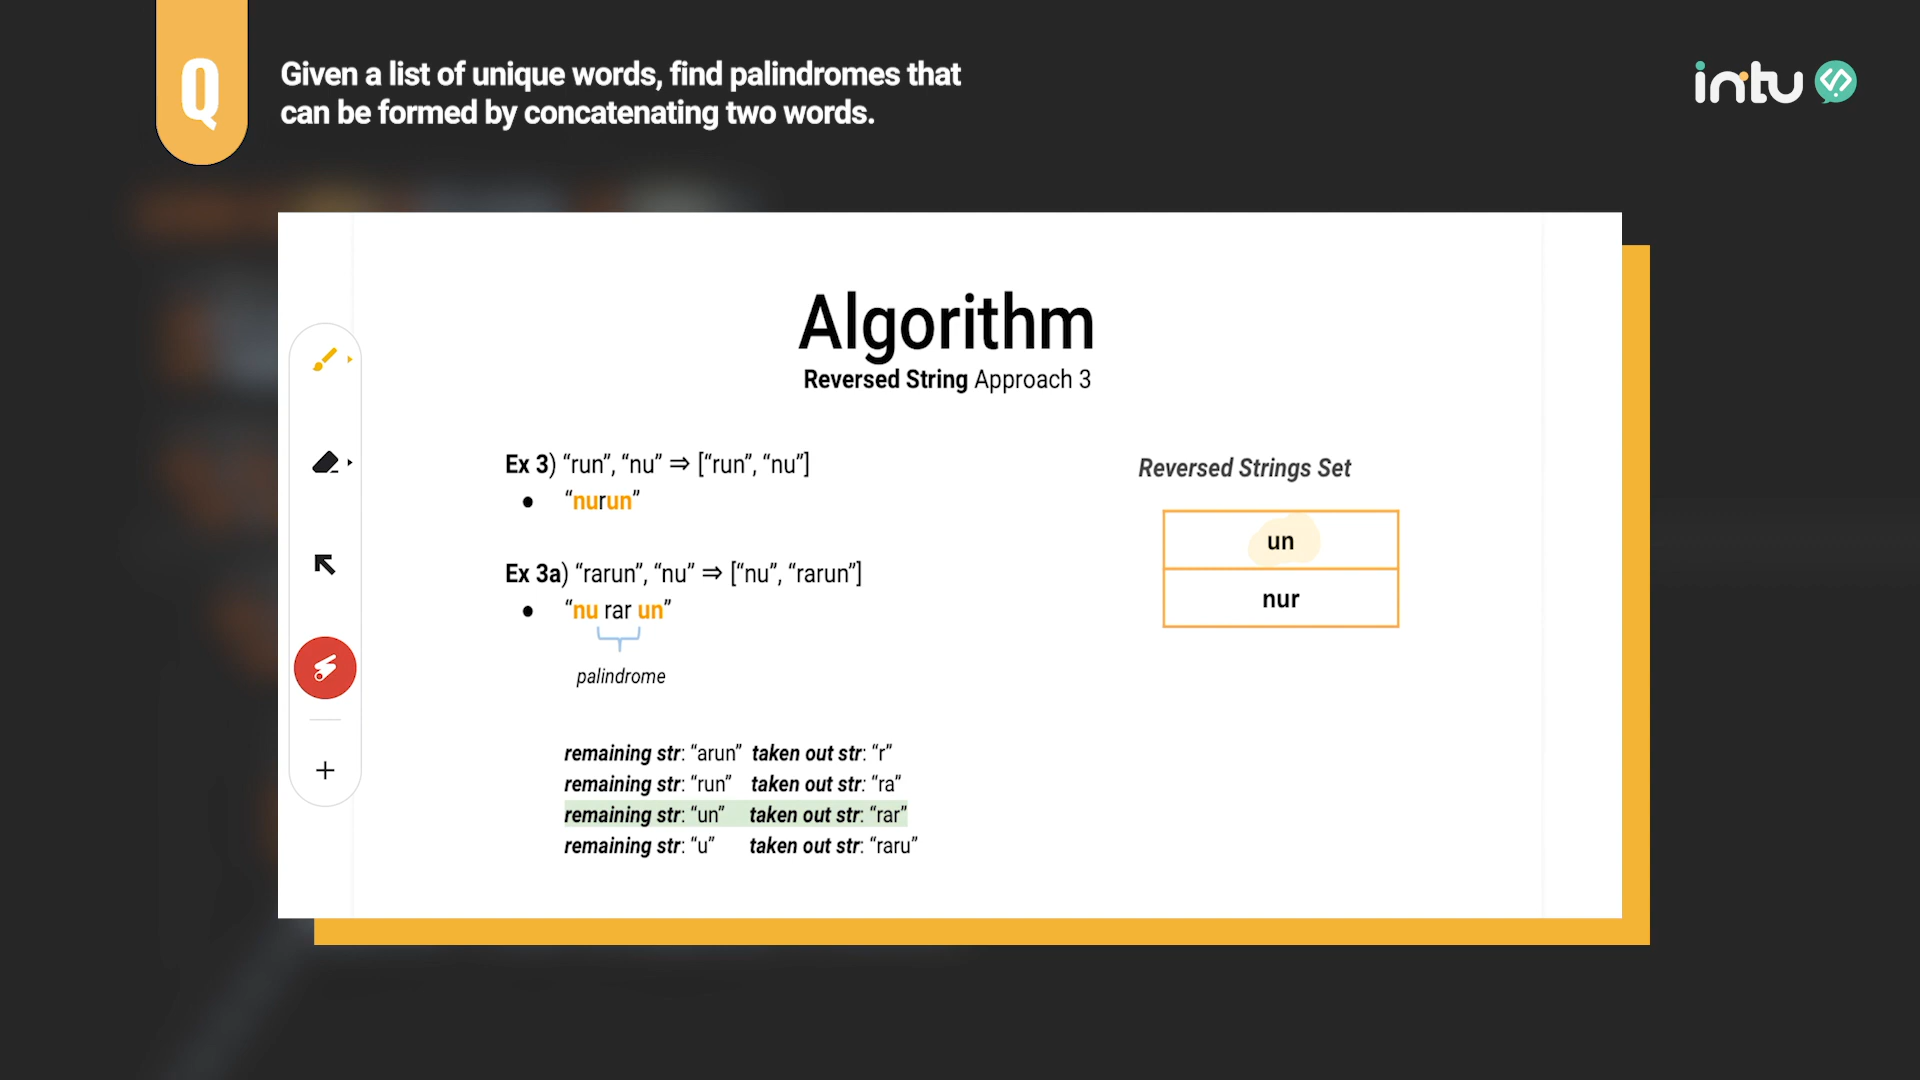 Q
Given a list of unique words, find palindromes that
can be formed by concatenating two words.
intu
Algorithm
Reversed String Approach 3
Ex 3) “run”, “nu” ⇒ [“run”, “nu”]
● “nurun”
Ex 3a) “rarun”, “nu” ⇒ [“nu”, “rarun”]
● “nu rar un”
palindrome
remaining str: “arun” taken out str: “r”
remaining str: “run” taken out str: “ra”
remaining str: “un” taken out str: “rar”
remaining str: “u” taken out str: “raru”
Reversed Strings Set
un
nur